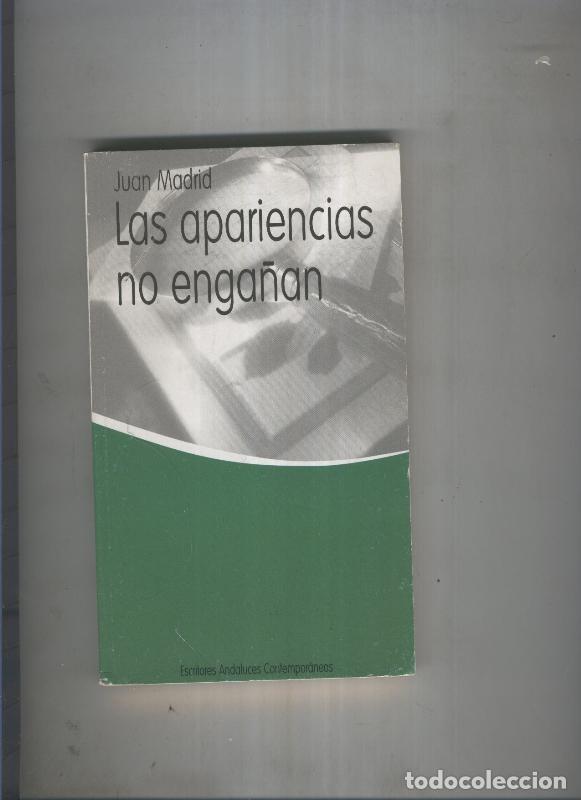 Juan Madrid
Las apariencias
no engañan
Escritores Andaluces Contemporáneos
todocoleccion